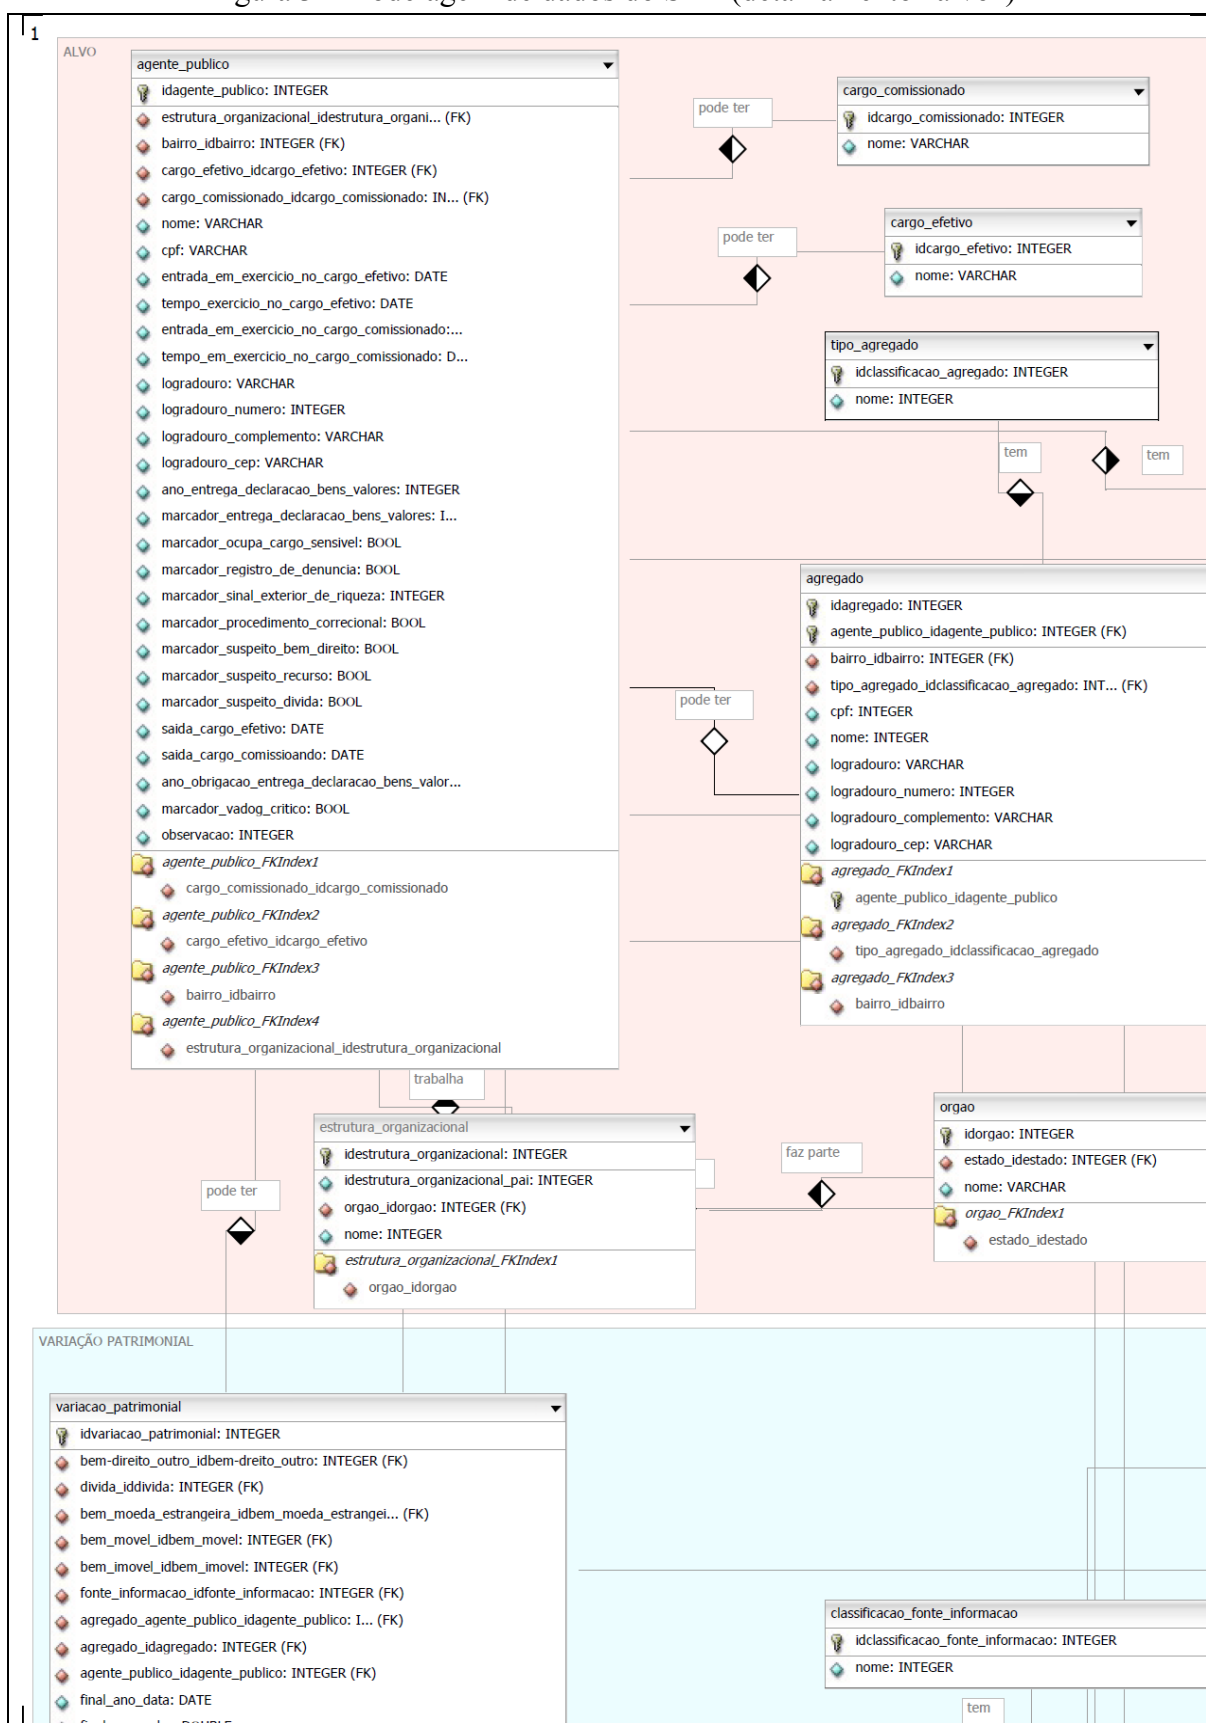 1
ALVO
agente_publico
idagente_publico: INTEGER
estrutura_organizacional_idestrutura_organi... (FK)
bairro_idbairro: INTEGER (FK)
cargo_efetivo_idcargo_efetivo: INTEGER (FK)
cargo_comissionado_idcargo_comissionado: IN... (FK)
nome: VARCHAR
cpf: VARCHAR
entrada_em_exercicio_no_cargo_efetivo: DATE
tempo_exercicio_no_cargo_efetivo: DATE
entrada_em_exercicio_no_cargo_comissionado:...
tempo_em_exercicio_no_cargo_comissionado: D...
logradouro: VARCHAR
logradouro_numero: INTEGER
logradouro_complemento: VARCHAR
logradouro_cep: VARCHAR
ano_entrega_declaracao_bens_valores: INTEGER
marcador_entrega_declaracao_bens_valores: I...
marcador_ocupa_cargo_sensivel: BOOL
marcador_registro_de_denuncia: BOOL
marcador_sinal_exterior_de_riqueza: INTEGER
marcador_procedimento_correcional: BOOL
marcador_suspeito_bem_direito: BOOL
marcador_suspeito_recurso: BOOL
marcador_suspeito_divida: BOOL
saida_cargo_efetivo: DATE
saida_cargo_comissioando: DATE
ano_obrigacao_entrega_declaracao_bens_valor...
marcador_vadog_critico: BOOL
observacao: INTEGER
agente_publico_FKIndex1
cargo_comissionado_idcargo_comissionado
agente_publico_FKIndex2
cargo_efetivo_idcargo_efetivo
agente_publico_FKIndex3
bairro_idbairro
agente_publico_FKIndex4
estrutura_organizacional_idestrutura_organizacional
pode ter
cargo_comissionado
idcargo_comissionado: INTEGER
nome: VARCHAR
pode ter
cargo_efetivo
idcargo_efetivo: INTEGER
nome: VARCHAR
tipo_agregado
idclassificacao_agregado: INTEGER
nome: INTEGER
tem
tem
agregado
idagregado: INTEGER
agente_publico_idagente_publico: INTEGER (FK)
bairro_idbairro: INTEGER (FK)
tipo_agregado_idclassificacao_agregado: INT... (FK)
cpf: INTEGER
nome: INTEGER
logradouro: VARCHAR
logradouro_numero: INTEGER
logradouro_complemento: VARCHAR
logradouro_cep: VARCHAR
agregado_FKIndex1
agente_publico_idagente_publico
agregado_FKIndex2
tipo_agregado_idclassificacao_agregado
agregado_FKIndex3
bairro_idbairro
pode ter
trabalha
estrutura_organizacional
idestrutura_organizacional: INTEGER
idestrutura_organizacional_pai: INTEGER
orgao_idorgao: INTEGER (FK)
nome: INTEGER
estrutura_organizacional_FKIndex1
orgao_idorgao
faz parte
orgao
idorgao: INTEGER
estado_idestado: INTEGER (FK)
nome: VARCHAR
orgao_FKIndex1
estado_idestado
pode ter
VARIAÇÃO PATRIMONIAL
variacao_patrimonial
idvariacao_patrimonial: INTEGER
bem-direito_outro_idbem-dreito_outro: INTEGER (FK)
divida_iddivida: INTEGER (FK)
bem_moeda_estrangeira_idbem_moeda_estrangei... (FK)
bem_movel_idbem_movel: INTEGER (FK)
bem_imovel_idbem_imovel: INTEGER (FK)
fonte_informacao_idfonte_informacao: INTEGER (FK)
agregado_agente_publico_idagente_publico: I... (FK)
agregado_idagregado: INTEGER (FK)
agente_publico_idagente_publico: INTEGER (FK)
final_ano_data: DATE
classificacao_fonte_informacao
idclassificacao_fonte_informacao: INTEGER
nome: INTEGER
tem